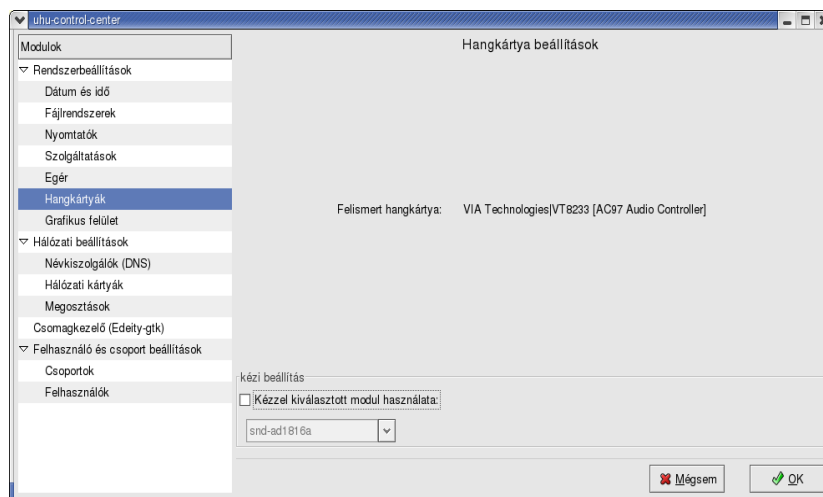 uhu-control-center
Modulok
Rendszerbeállítások
Dátum és idő
Fájlrendszerek
Nyomtatók
Szolgáltatások
Egér
Hangkártyák
Grafikus felület
Hálózati beállítások
Névkiszolgálók (DNS)
Hálózati kártyák
Megosztások
Csomagkezelő (Edeity-gtk)
Felhasználó és csoport beállítások
Csoportok
Felhasználók
Hangkártya beállítások
Felismert hangkártya: VIA Technologies|VT8233 [AC97 Audio Controller]
kézi beállítás
Kézzel kiválasztott modul használata:
snd-ad1816a
Mégsem OK